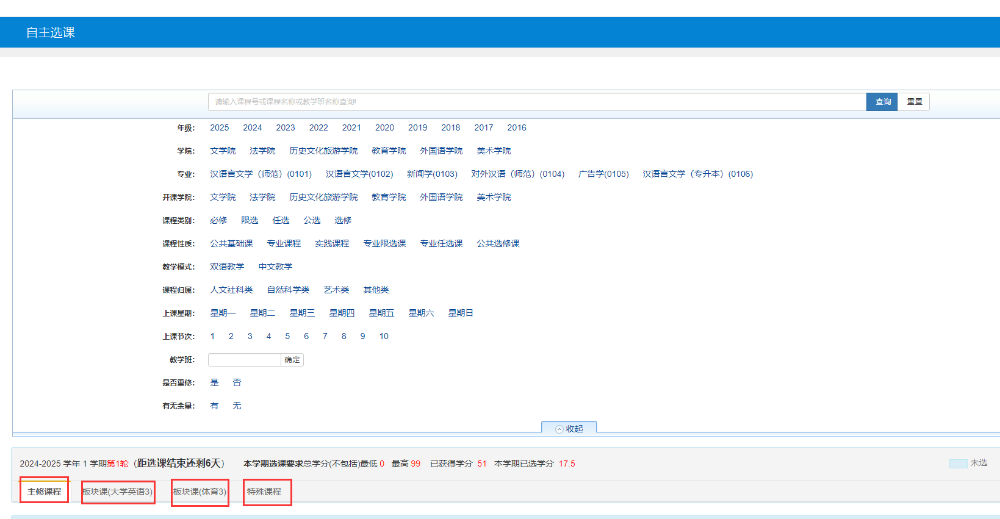 自主选课
请输入课程号或课程名称或教学班名称查询! 查询 重置
年级: 2025 2024 2023 2022 2021 2020 2019 2018 2017 2016
学院: 文学院 法学院 历史文化旅游学院 教育学院 外国语学院 美术学院
专业: 汉语言文学（师范）(0101) 汉语言文学(0102) 新闻学(0103) 对外汉语（师范）(0104) 广告学(0105) 汉语言文学（专升本）(0106)
开课学院: 文学院 法学院 历史文化旅游学院 教育学院 外国语学院 美术学院
课程类别: 必修 限选 任选 公选 选修
课程性质: 公共基础课 专业课程 实践课程 专业限选课 专业任选课 公共选修课
教学模式: 双语教学 中文教学
课程归属: 人文社科类 自然科学类 艺术类 其他类
上课星期: 星期一 星期二 星期三 星期四 星期五 星期六 星期日
上课节次: 1 2 3 4 5 6 7 8 9 10
教学班: 确定
是否重修: 是 否
有无余量: 有 无
收起
2024-2025 学年 1 学期第1轮（距选课结束还剩6天） 本学期选课要求总学分(不包括)最低 0 最高 99 已获得学分 51 本学期已选学分 17.5 未选
主修课程 板块课(大学英语3) 板块课(体育3) 特殊课程